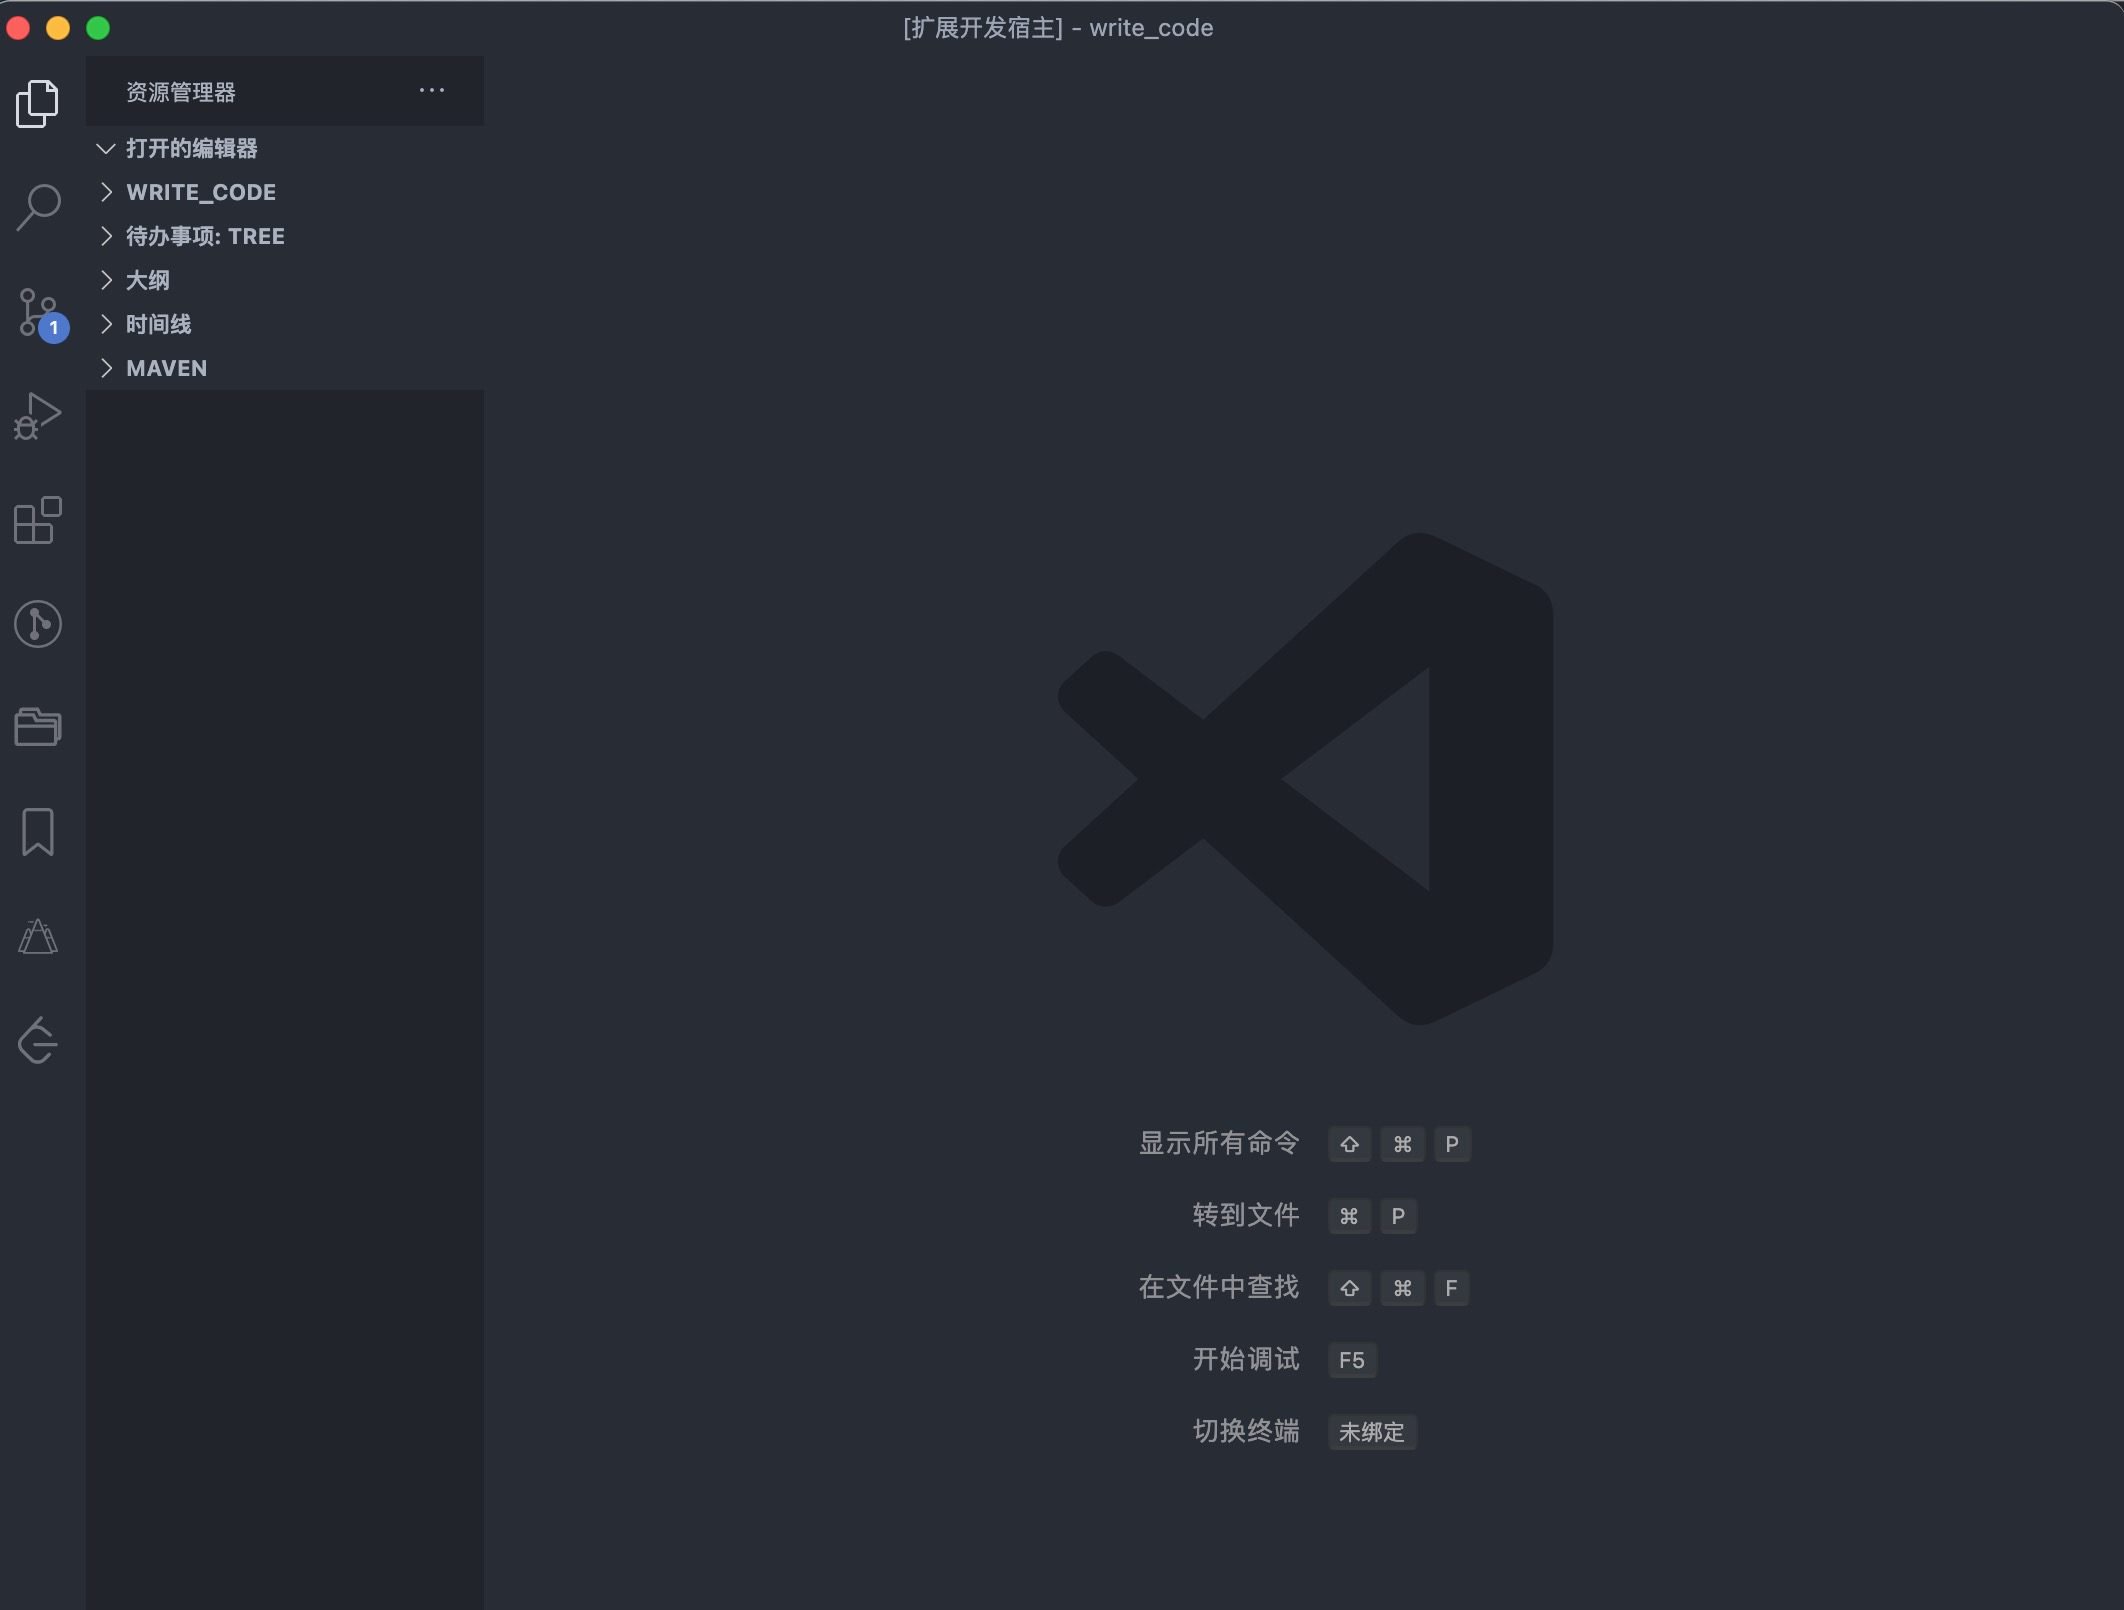 [扩展开发宿主] - write_code
资源管理器
打开的编辑器
WRITE_CODE
待办事项: TREE
大纲
时间线
MAVEN
1
显示所有命令 ⇧ ⌘ P
转到文件 ⌘ P
在文件中查找 ⇧ ⌘ F
开始调试 F5
切换终端 未绑定